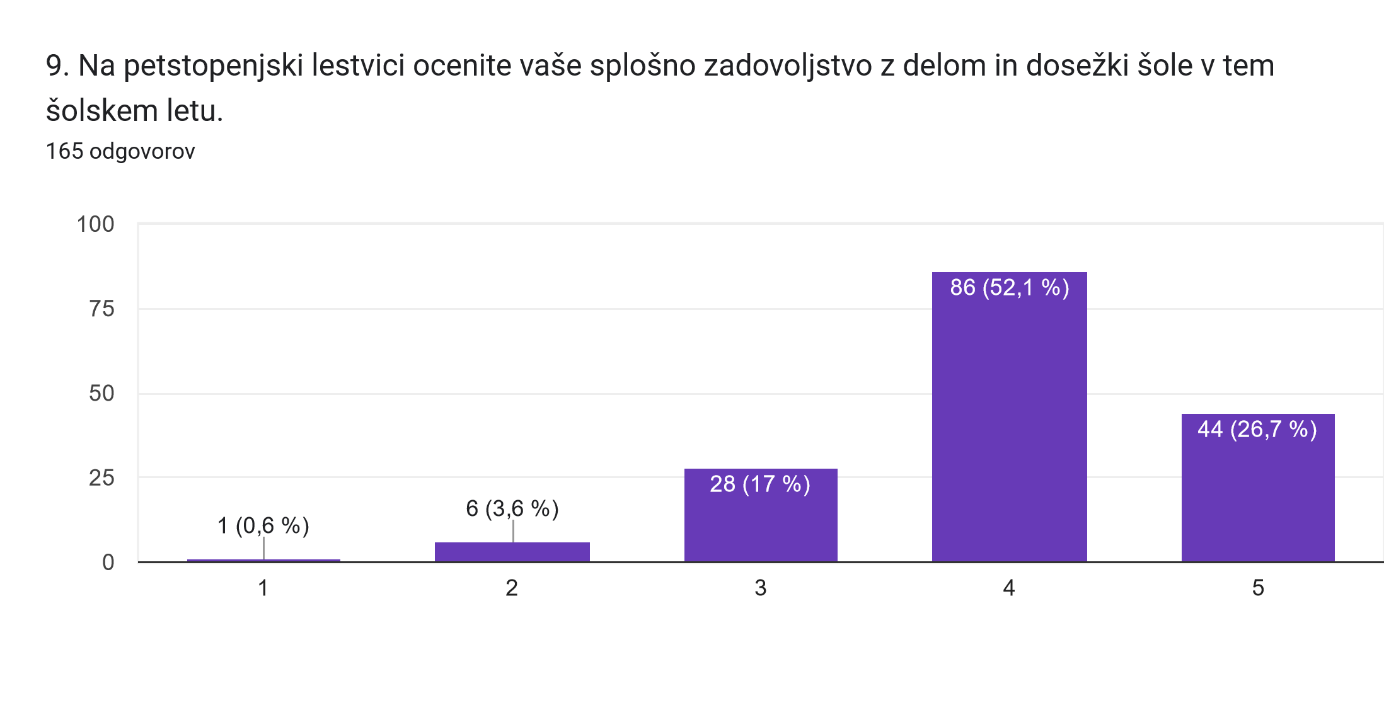 9. Na petstopenjski lestvici ocenite vaše splošno zadovoljstvo z delom in dosežki šole v tem
šolskem letu.
165 odgovorov
100
75
50
25
0
1 (0,6 %)
6 (3,6 %)
28 (17 %)
86 (52,1 %)
44 (26,7 %)
1
2
3
4
5